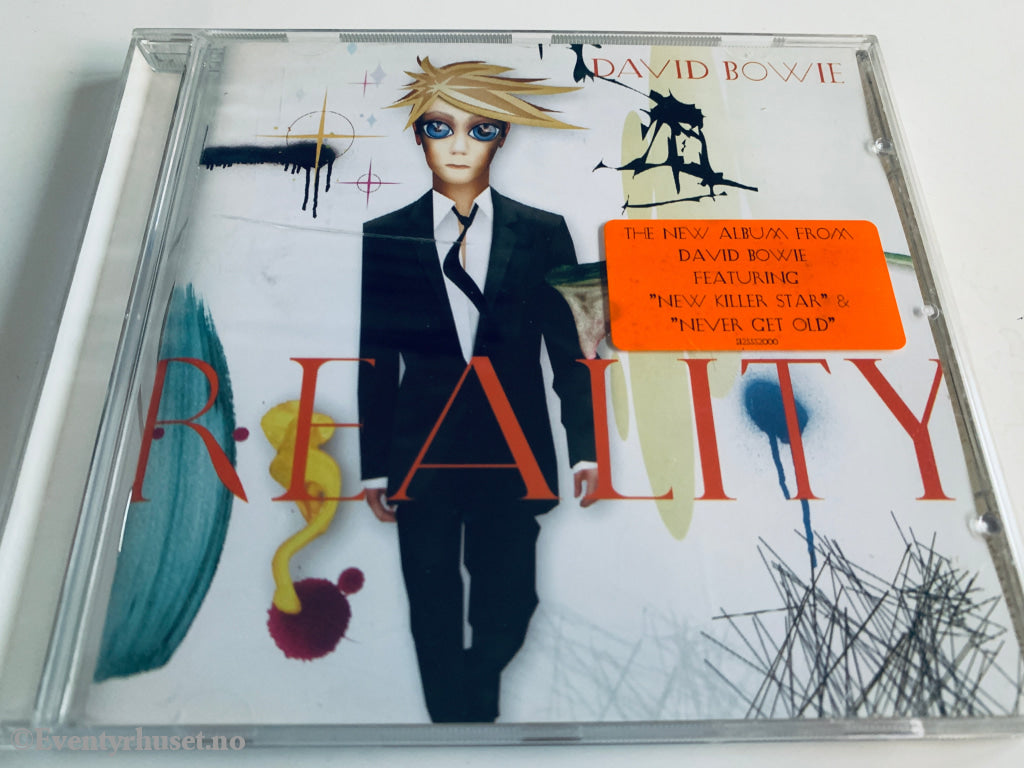 DAVID BOWIE
THE NEW ALBUM FROM
DAVID BOWIE
FEATURING
"NEW KILLER STAR" &
"NEVER GET OLD"
REALITY
©Eventyrhuset.no